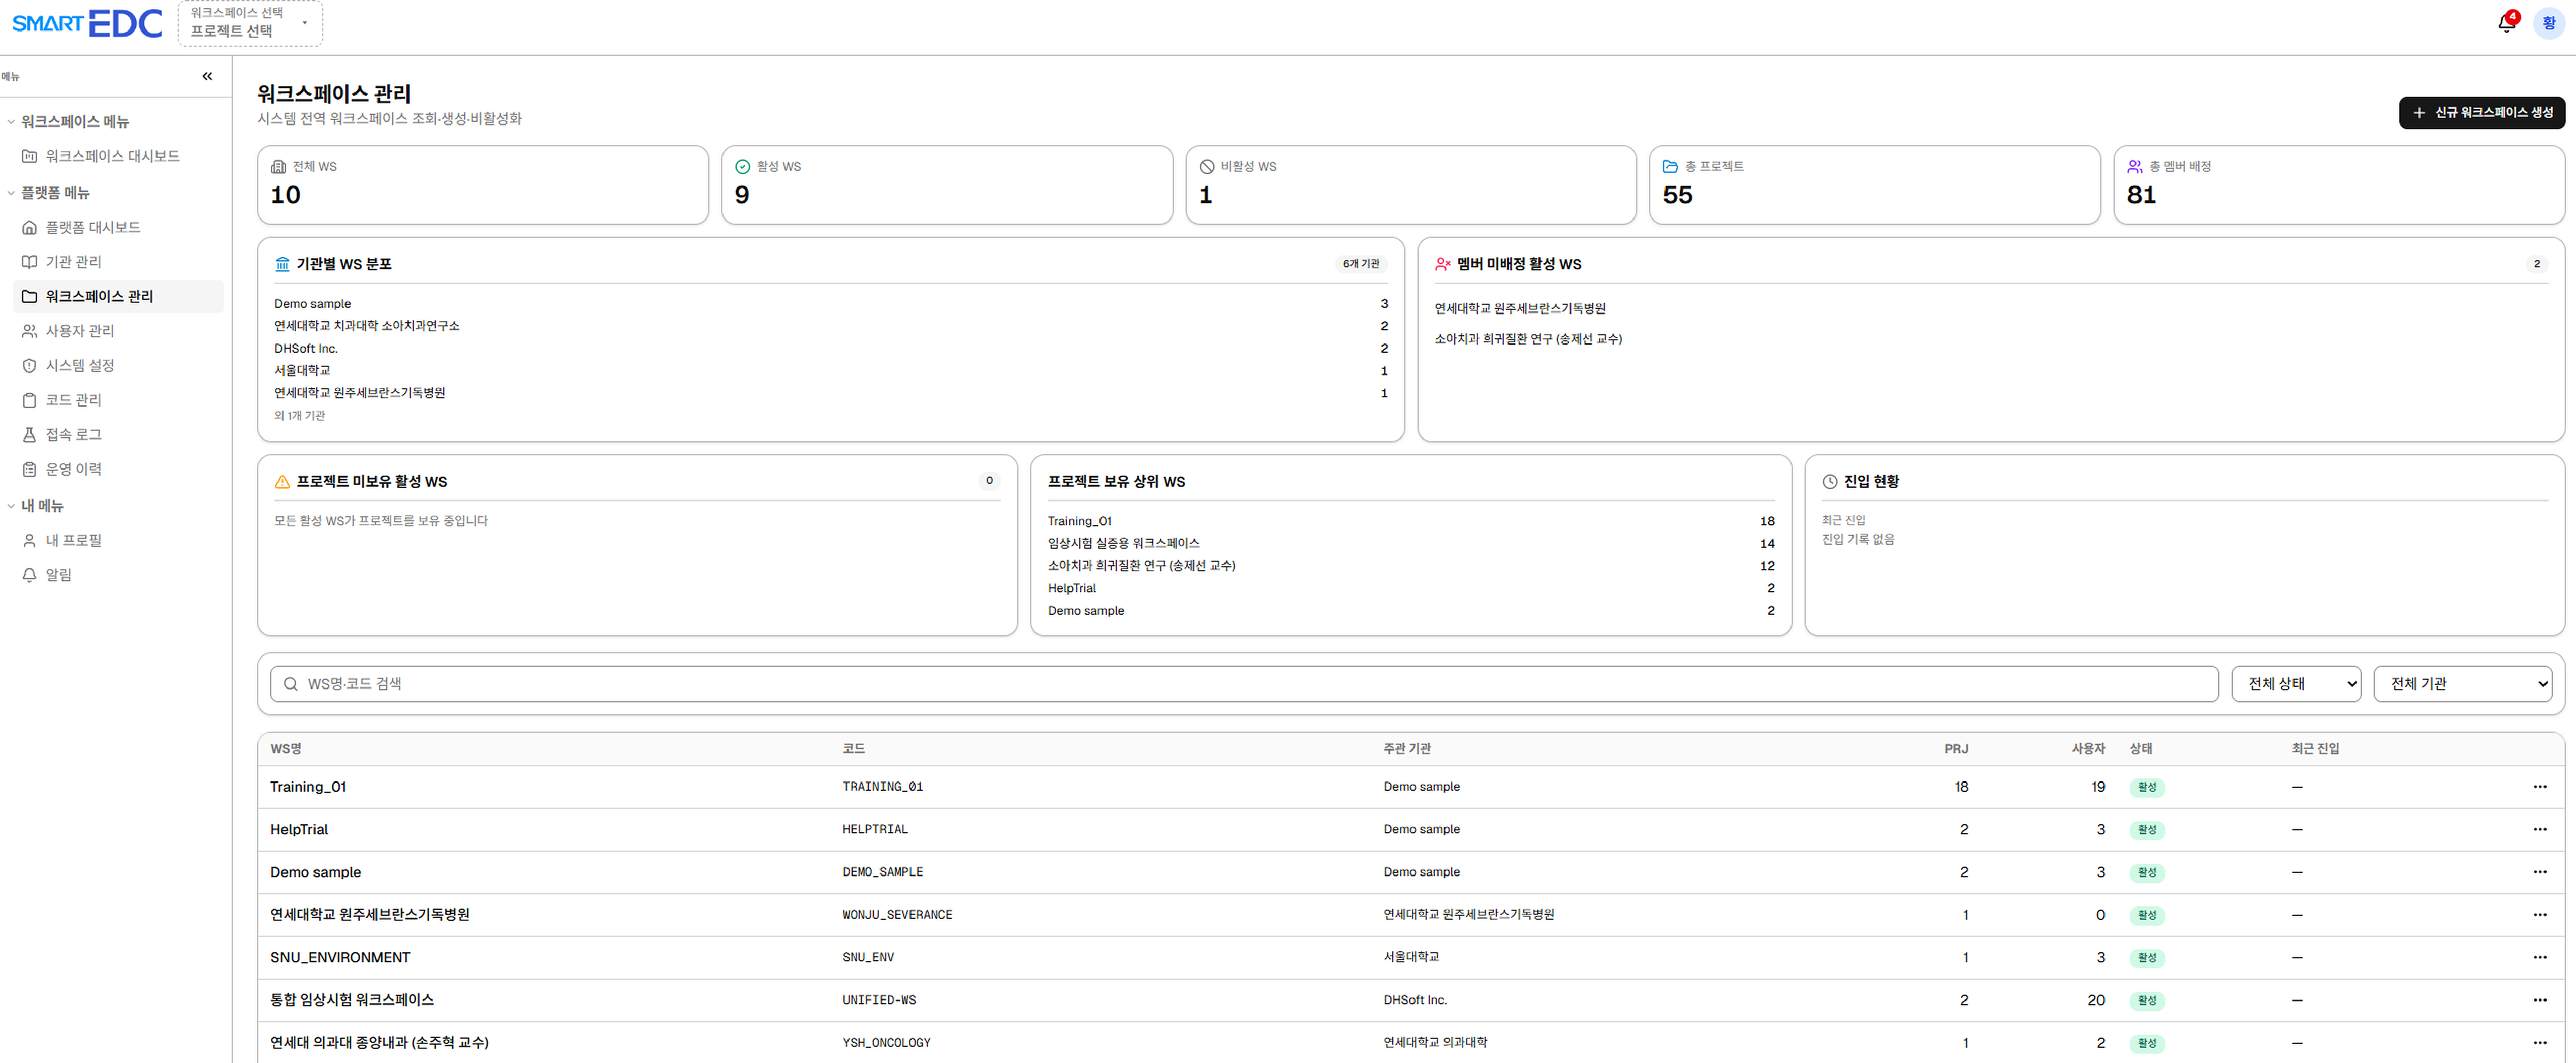 SMART EDC
워크스페이스 선택
프로젝트 선택
4
황
메뉴
워크스페이스 메뉴
워크스페이스 대시보드
플랫폼 메뉴
플랫폼 대시보드
기관 관리
워크스페이스 관리
사용자 관리
시스템 설정
코드 관리
접속 로그
운영 이력
내 메뉴
내 프로필
알림
워크스페이스 관리
시스템 전역 워크스페이스 조회·생성·비활성화
신규 워크스페이스 생성
전체 WS
10
활성 WS
9
비활성 WS
1
총 프로젝트
55
총 멤버 배정
81
기관별 WS 분포 6개 기관
Demo sample 3
연세대학교 치과대학 소아치과연구소 2
DHSoft Inc. 2
서울대학교 1
연세대학교 원주세브란스기독병원 1
외 1개 기관
멤버 미배정 활성 WS 2
연세대학교 원주세브란스기독병원
소아치과 희귀질환 연구 (송제선 교수)
프로젝트 미보유 활성 WS 0
모든 활성 WS가 프로젝트를 보유 중입니다
프로젝트 보유 상위 WS
Training_01 18
임상시험 실증용 워크스페이스 14
소아치과 희귀질환 연구 (송제선 교수) 12
HelpTrial 2
Demo sample 2
진입 현황
최근 진입
진입 기록 없음
WS명·코드 검색
전체 상태
전체 기관
WS명 코드 주관 기관 PRJ 사용자 상태 최근 진입
Training_01 TRAINING_01 Demo sample 18 19 활성 —
HelpTrial HELPTRIAL Demo sample 2 3 활성 —
Demo sample DEMO_SAMPLE Demo sample 2 3 활성 —
연세대학교 원주세브란스기독병원 WONJU_SEVERANCE 연세대학교 원주세브란스기독병원 1 0 활성 —
SNU_ENVIRONMENT SNU_ENV 서울대학교 1 3 활성 —
통합 임상시험 워크스페이스 UNIFIED-WS DHSoft Inc. 2 20 활성 —
연세대 의과대 종양내과 (손주혁 교수) YSH_ONCOLOGY 연세대학교 의과대학 1 2 활성 —